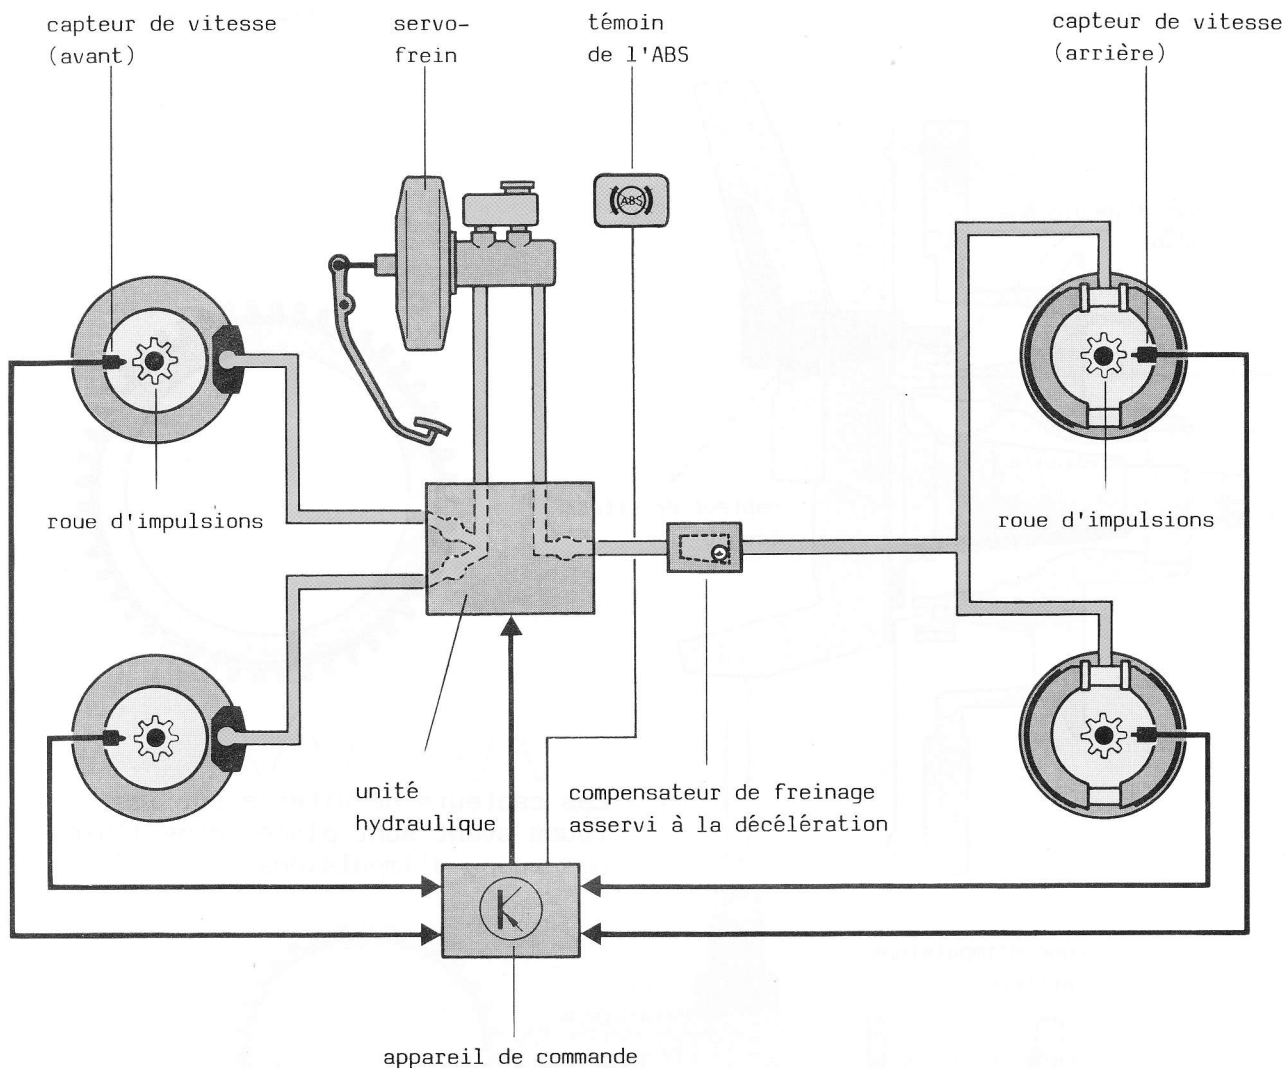 capteur de vitesse
(avant)
servo-
frein
témoin
de l'ABS
capteur de vitesse
(arrière)
ABS
roue d'impulsions
roue d'impulsions
unité
hydraulique
compensateur de freinage
asservi à la décélération
appareil de commande